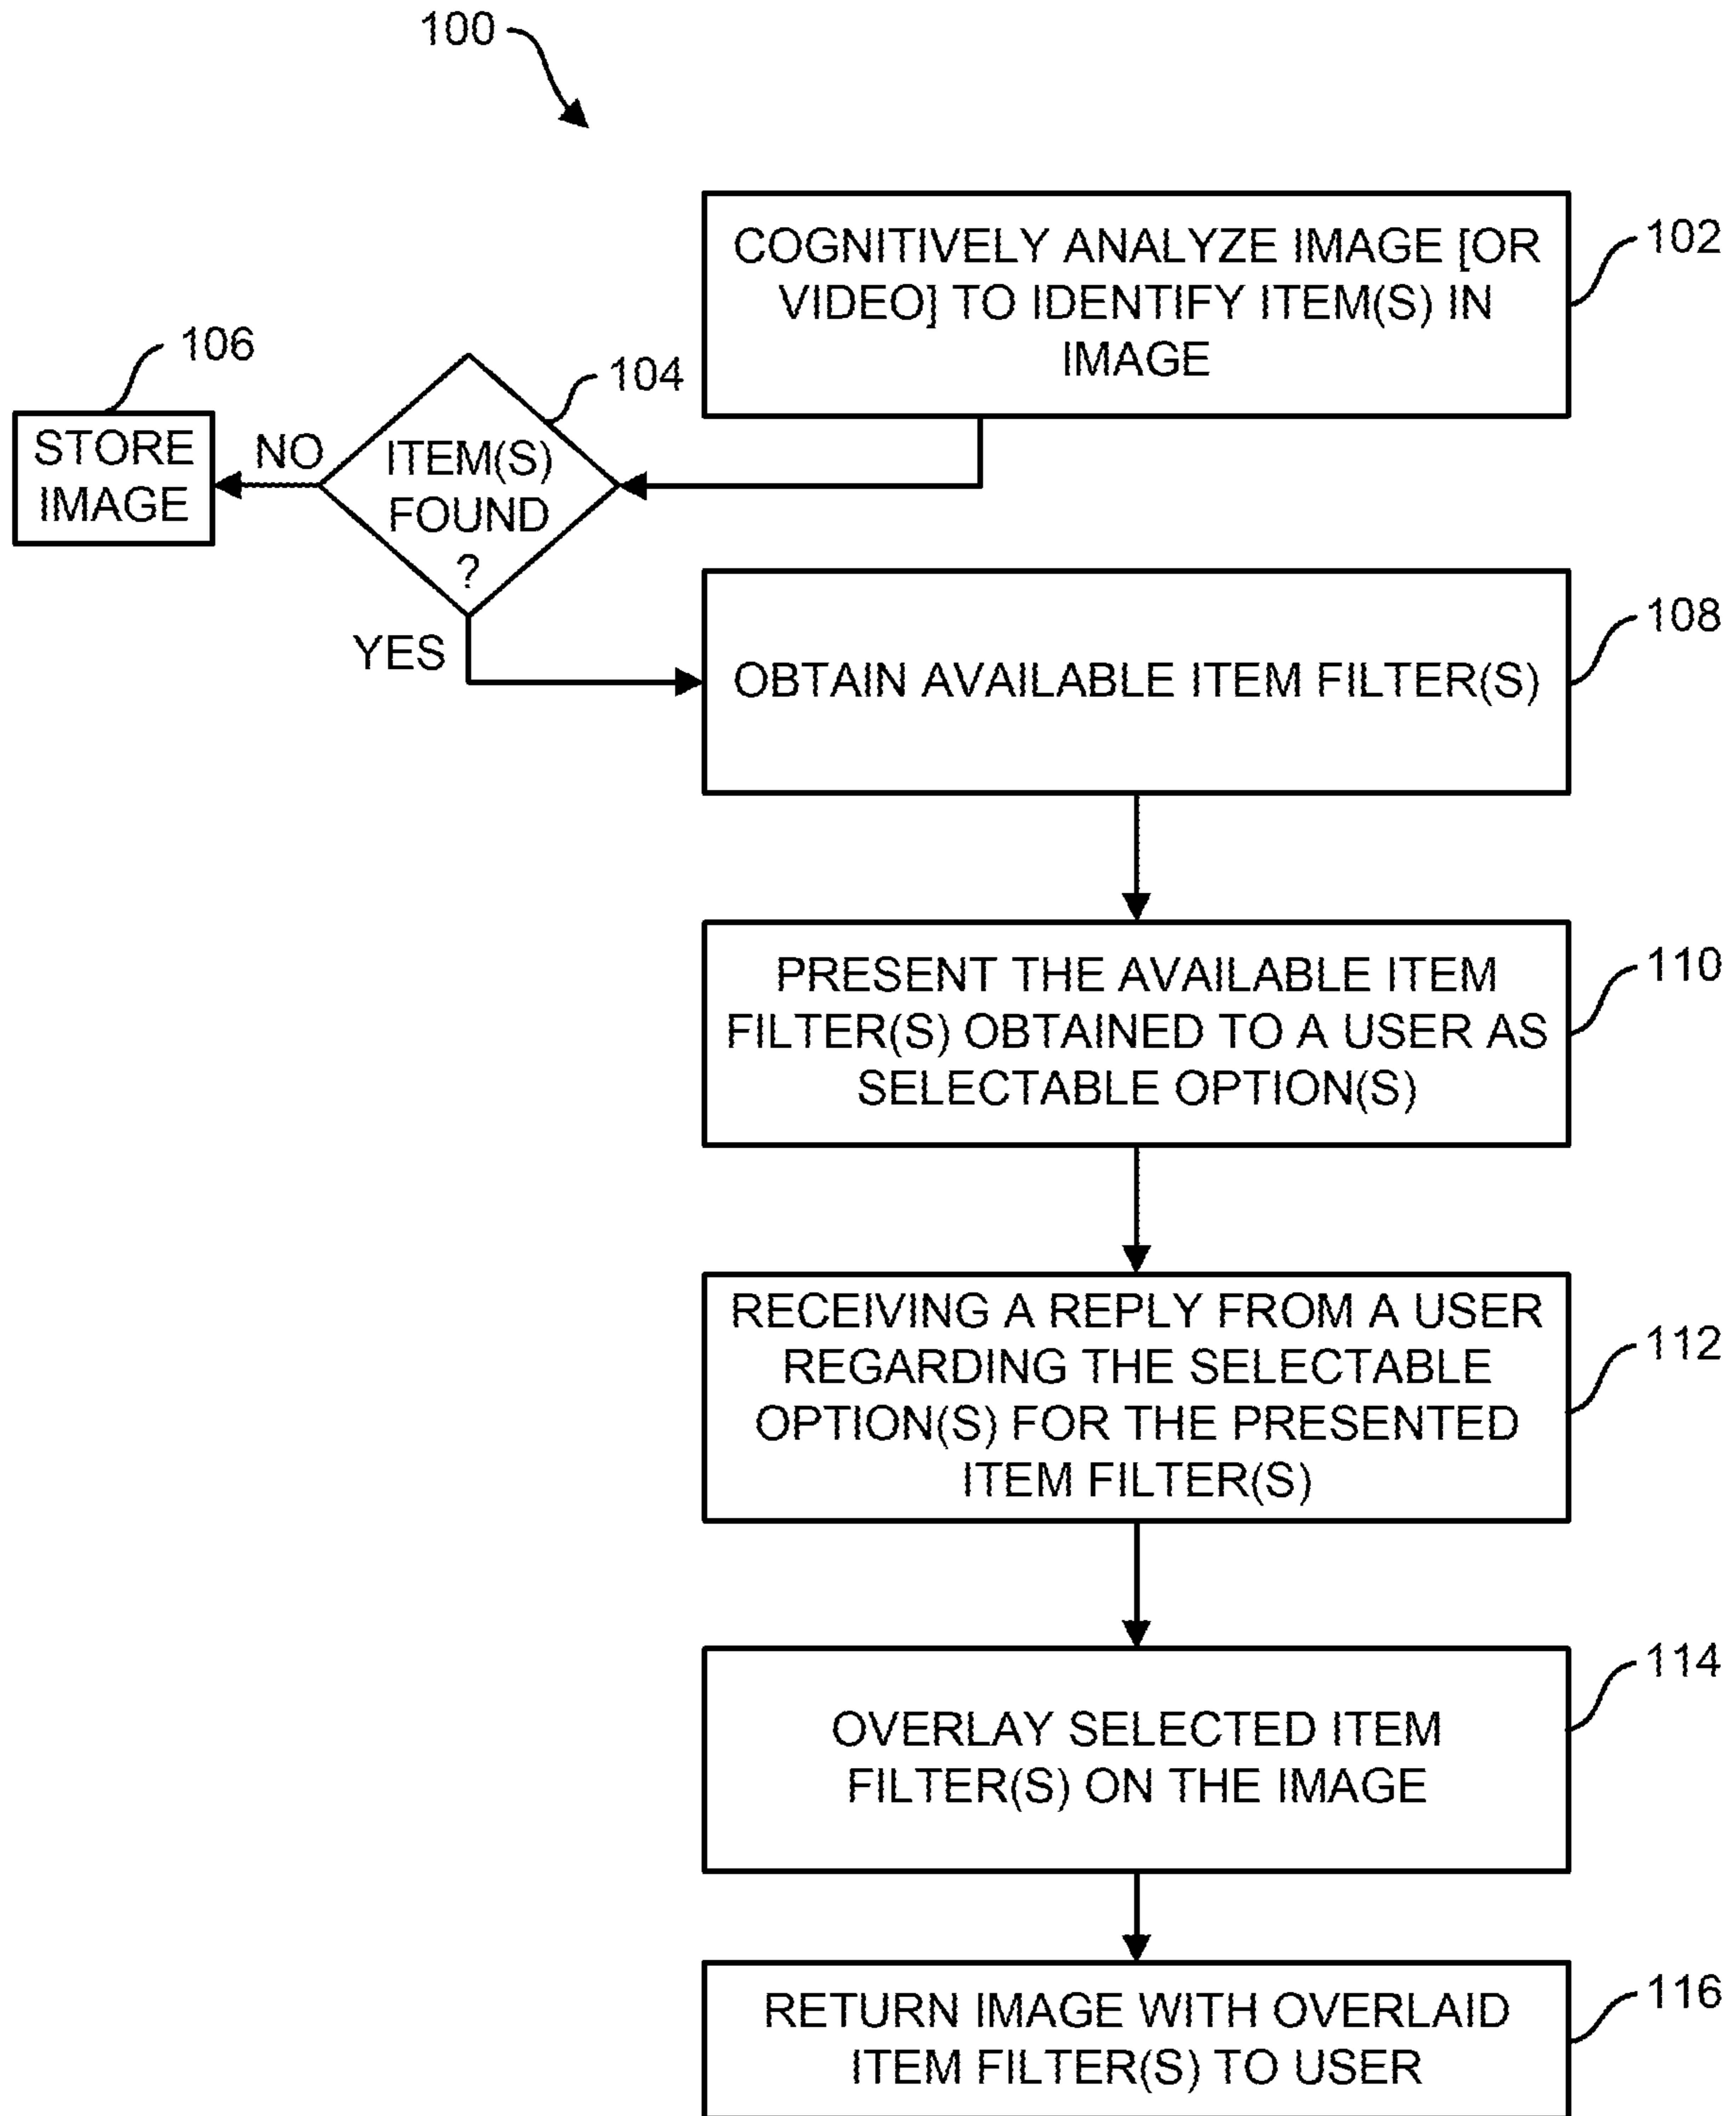 100
COGNITIVELY ANALYZE IMAGE [OR
VIDEO] TO IDENTIFY ITEM(S) IN
IMAGE
102
106
STORE
IMAGE
NO
104
ITEM(S)
FOUND
?
YES
OBTAIN AVAILABLE ITEM FILTER(S)
108
PRESENT THE AVAILABLE ITEM
FILTER(S) OBTAINED TO A USER AS
SELECTABLE OPTION(S)
110
RECEIVING A REPLY FROM A USER
REGARDING THE SELECTABLE
OPTION(S) FOR THE PRESENTED
ITEM FILTER(S)
112
OVERLAY SELECTED ITEM
FILTER(S) ON THE IMAGE
114
RETURN IMAGE WITH OVERLAID
ITEM FILTER(S) TO USER
116